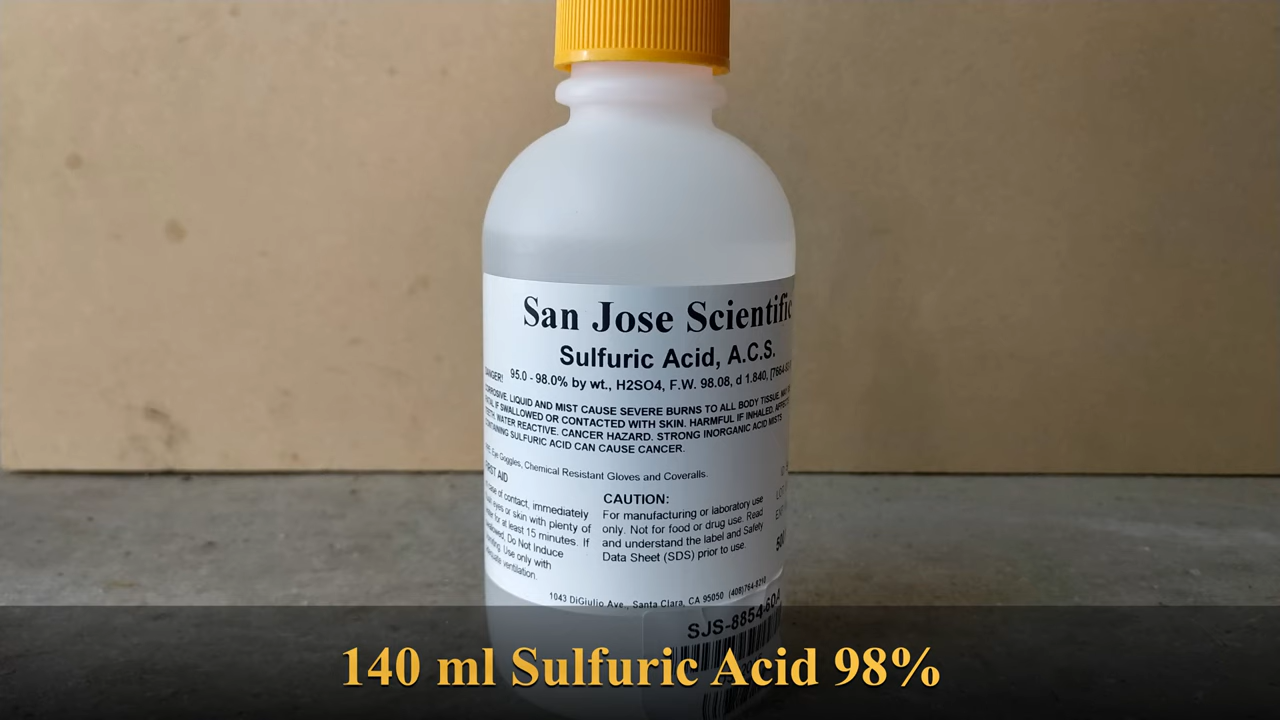 San Jose Scientific
Sulfuric Acid, A.C.S.
95.0 - 98.0% by wt., H2SO4, F.W. 98.08, d 1.840,
LIQUID AND MIST CAUSE SEVERE BURNS TO ALL BODY TISSUE.
IF SWALLOWED OR CONTACTED WITH SKIN. HARMFUL IF INHALED.
WATER REACTIVE. CANCER HAZARD. STRONG INORGANIC ACID MISTS
SULFURIC ACID CAN CAUSE CANCER.
Eye Goggles, Chemical Resistant Gloves and Coveralls.
AID
case of contact, immediately
eyes or skin with plenty of
for at least 15 minutes. If
Do Not Induce
Use only with
ventilation.
CAUTION:
For manufacturing or laboratory use
only. Not for food or drug use. Read
and understand the label and Safety
Data Sheet (SDS) prior to use.
1043 DiGiulio Ave., Santa Clara, CA 95050 (408)764-8210
SJS-8854-60
140 ml Sulfuric Acid 98%